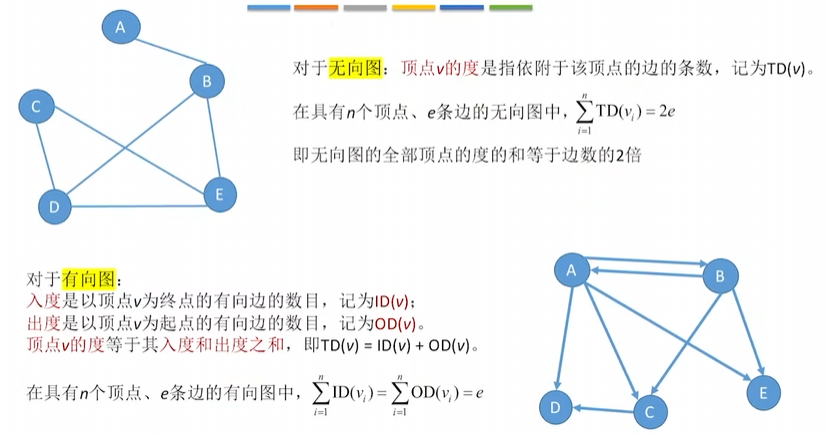 A
B
C
D
E
对于无向图：顶点v的度是指依附于该顶点的边的条数，记为TD(v)。
在具有n个顶点、e条边的无向图中，$\sum_{i=1}^{n} \mathrm{TD}(v_i) = 2e$
即无向图的全部顶点的度的和等于边数的2倍
对于有向图：
入度是以顶点v为终点的有向边的数目，记为ID(v)；
出度是以顶点v为起点的有向边的数目，记为OD(v)。
顶点v的度等于其入度和出度之和，即TD(v) = ID(v) + OD(v)。
在具有n个顶点、e条边的有向图中，$\sum_{i=1}^{n} \mathrm{ID}(v_i) = \sum_{i=1}^{n} \mathrm{OD}(v_i) = e$
A
B
E
D
C